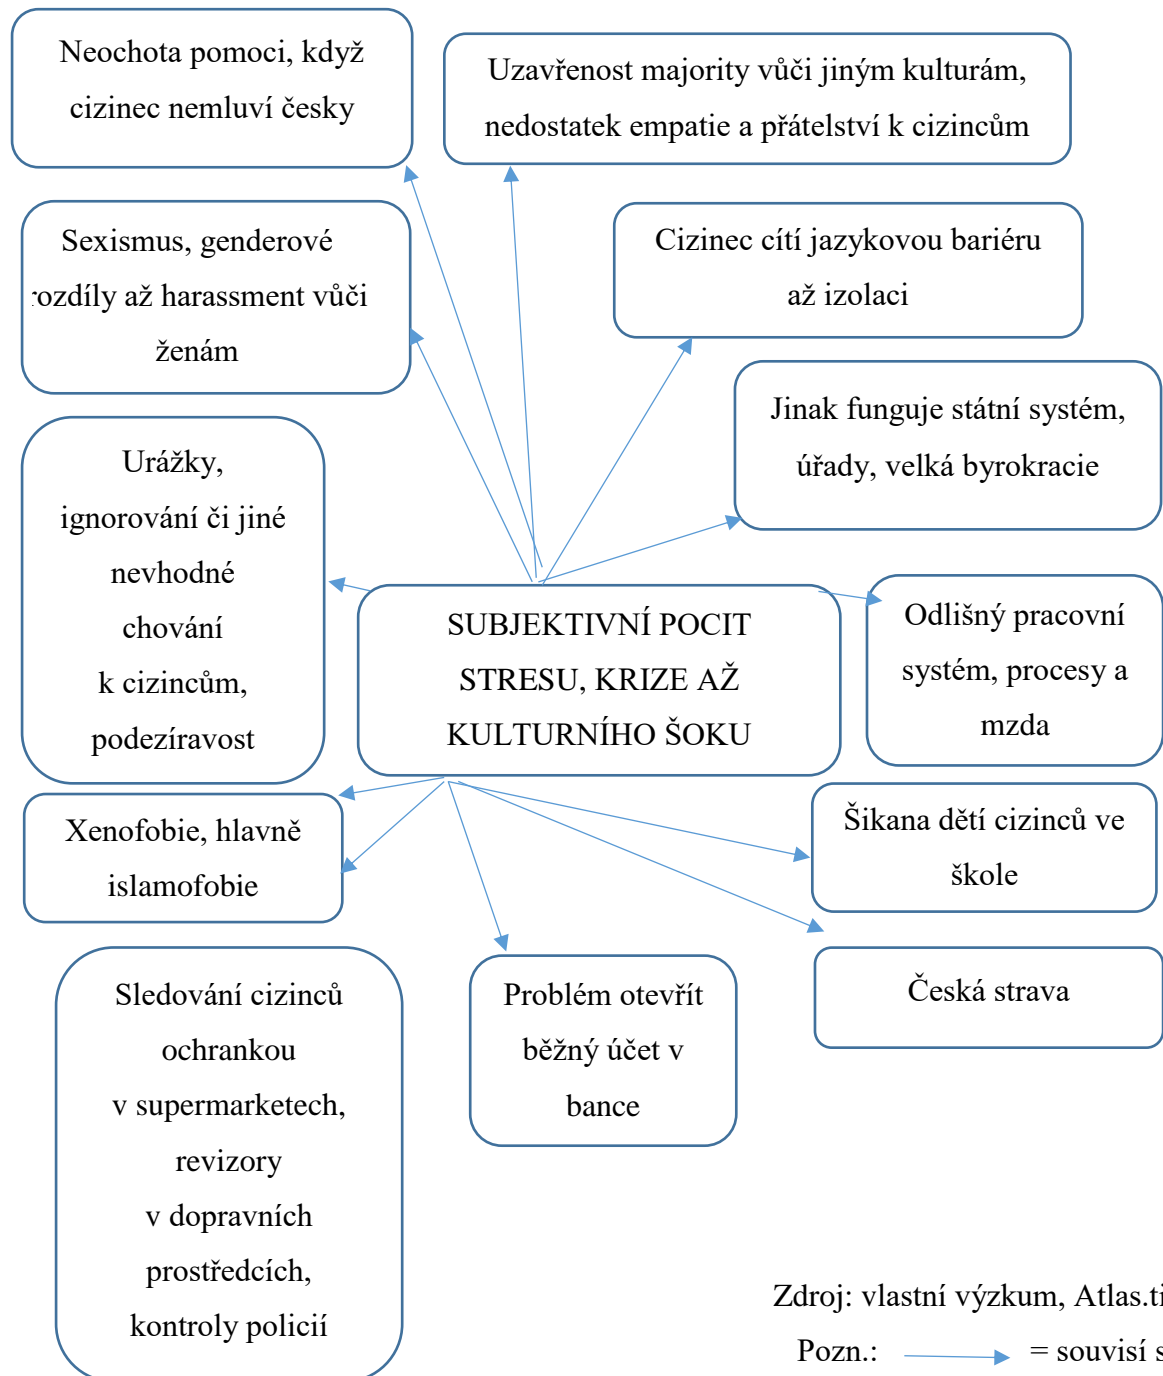 Neochota pomoci, když
cizinec nemluví česky
Uzavřenost majority vůči jiným kulturám,
nedostatek empatie a přátelství k cizincům
Sexismus, genderové
rozdíly až harassment vůči
ženám
Cizinec cítí jazykovou bariéru
až izolaci
Jinak funguje státní systém,
úřady, velká byrokracie
Urážky,
ignorování či jiné
nevhodné
chování
k cizincům,
podezíravost
SUBJEKTIVNÍ POCIT
STRESU, KRIZE AŽ
KULTURNÍHO ŠOKU
Odlišný pracovní
systém, procesy a
mzda
Xenofobie, hlavně
islamofobie
Šikana dětí cizinců ve
škole
Sledování cizinců
ochrankou
v supermarketech,
revizory
v dopravních
prostředcích,
kontroly policií
Problém otevřít
běžný účet v
bance
Česká strava
Zdroj: vlastní výzkum, Atlas.ti
Pozn.: = souvisí s